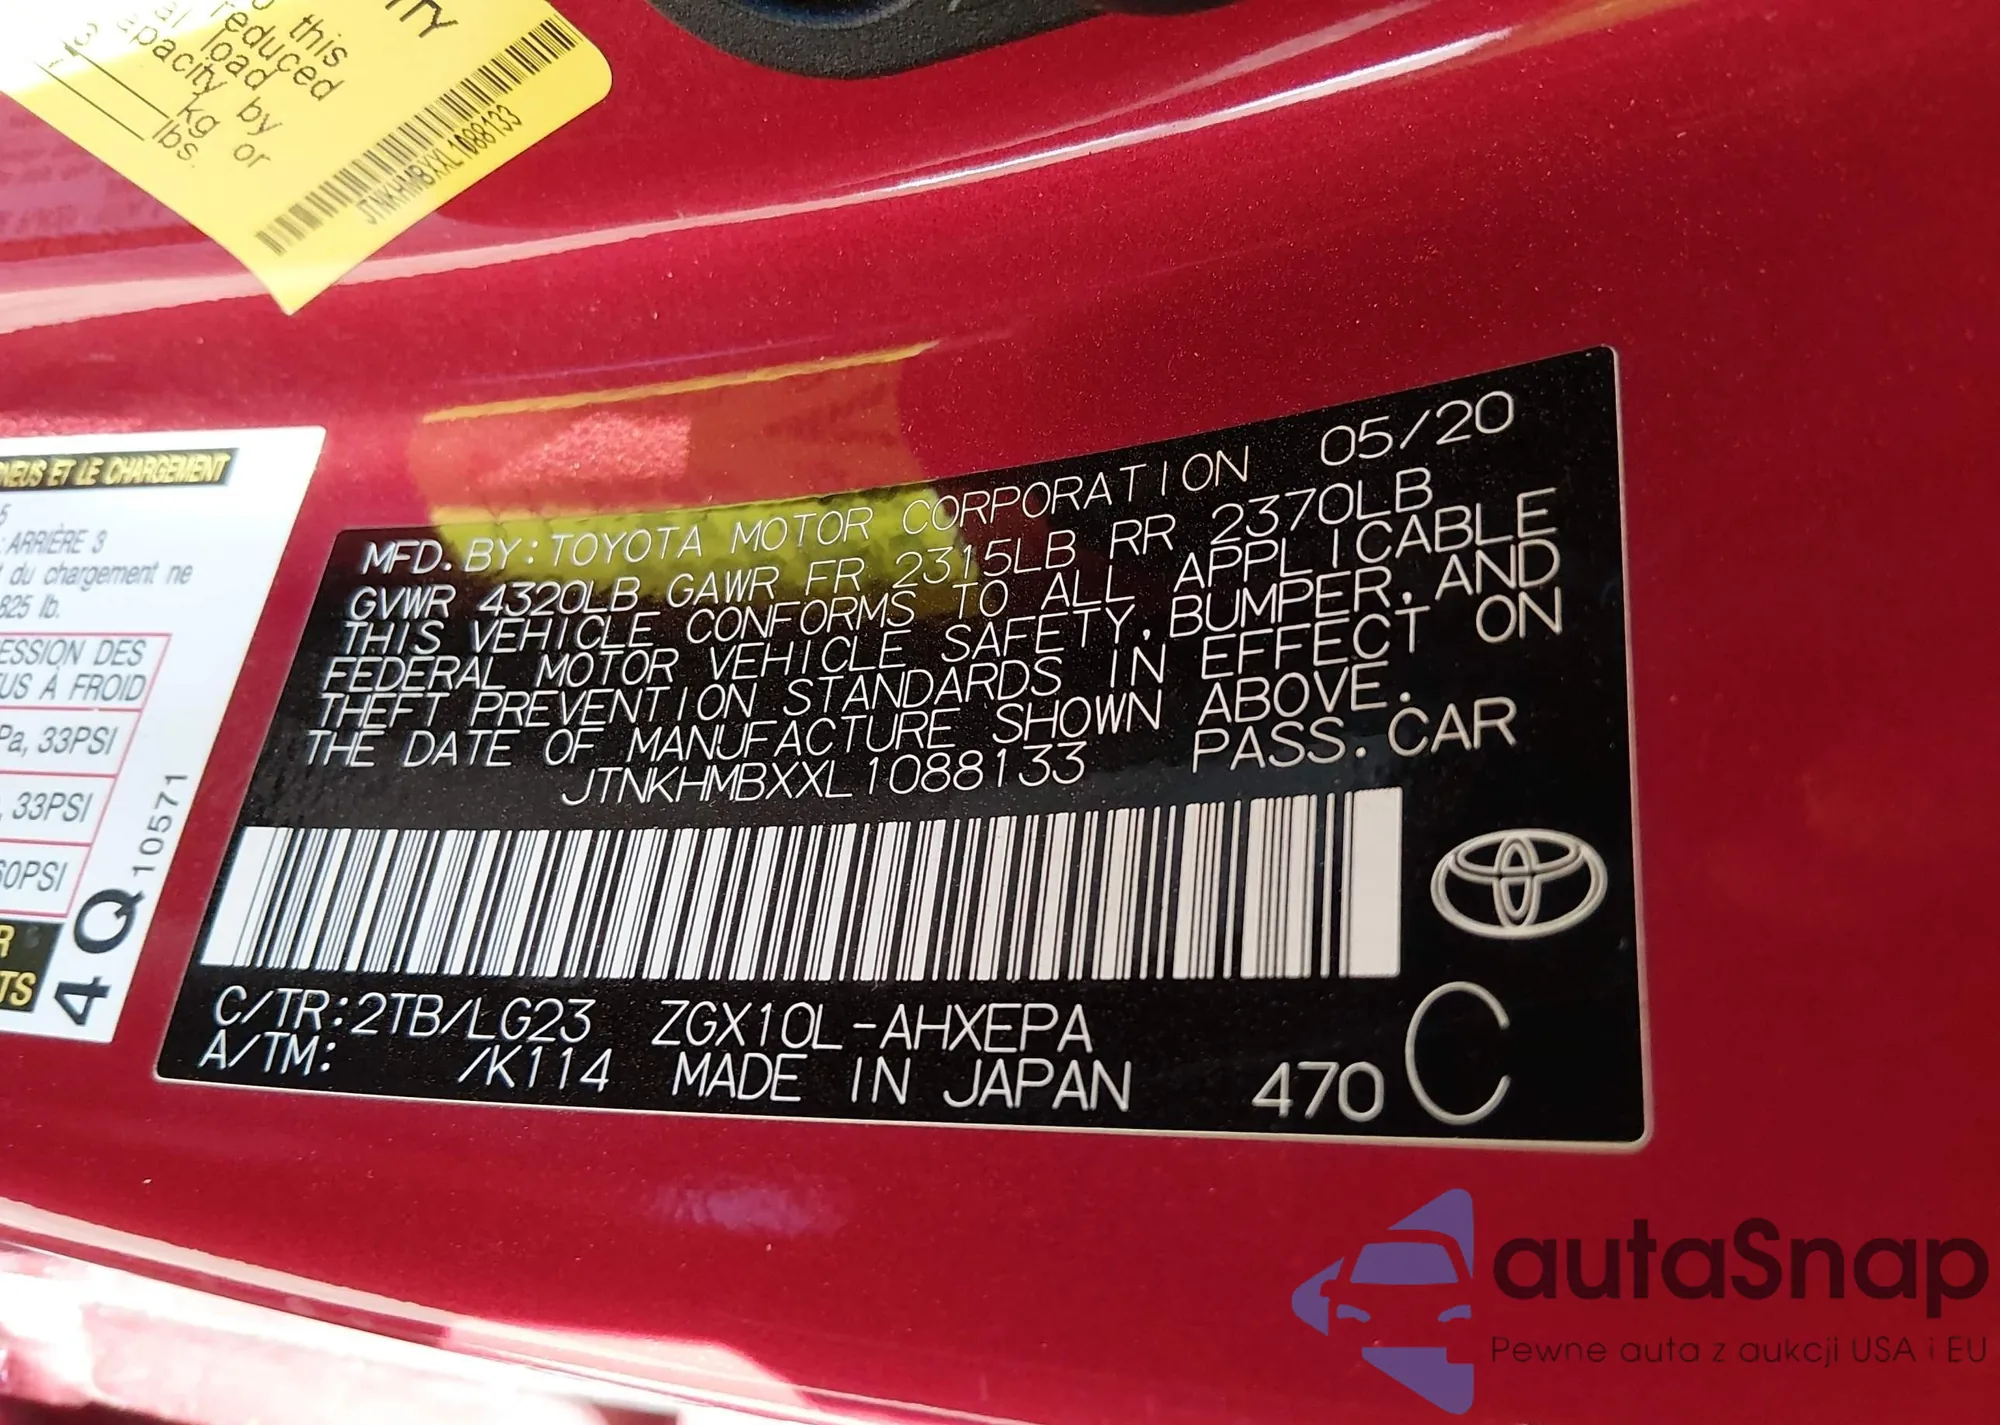 this
reduced
load
pacity by
kg or
lbs.
JTNKHMBXXL1088133
NEUS ET LE CHARGEMENT
5
ARRIÈRE 3
du chargement ne
825 lb.
ESSION DES
US À FROID
Pa, 33PSI
, 33PSI
60PSI
R
TS
4Q 10571
MFD. BY: TOYOTA MOTOR CORPORATION 05/20
GVWR 4320LB GAWR FR 2315LB RR 2370LB
THIS VEHICLE CONFORMS TO ALL APPLICABLE
FEDERAL MOTOR VEHICLE SAFETY, BUMPER, AND
THEFT PREVENTION STANDARDS IN EFFECT ON
THE DATE OF MANUFACTURE SHOWN ABOVE.
JTNKHMBXXL1088133 PASS. CAR
C/TR:2TB/LG23 ZGX10L-AHXEPA
A/TM: /K114 MADE IN JAPAN 470 C
autaSnap
Pewne auta z aukcji USA i EU